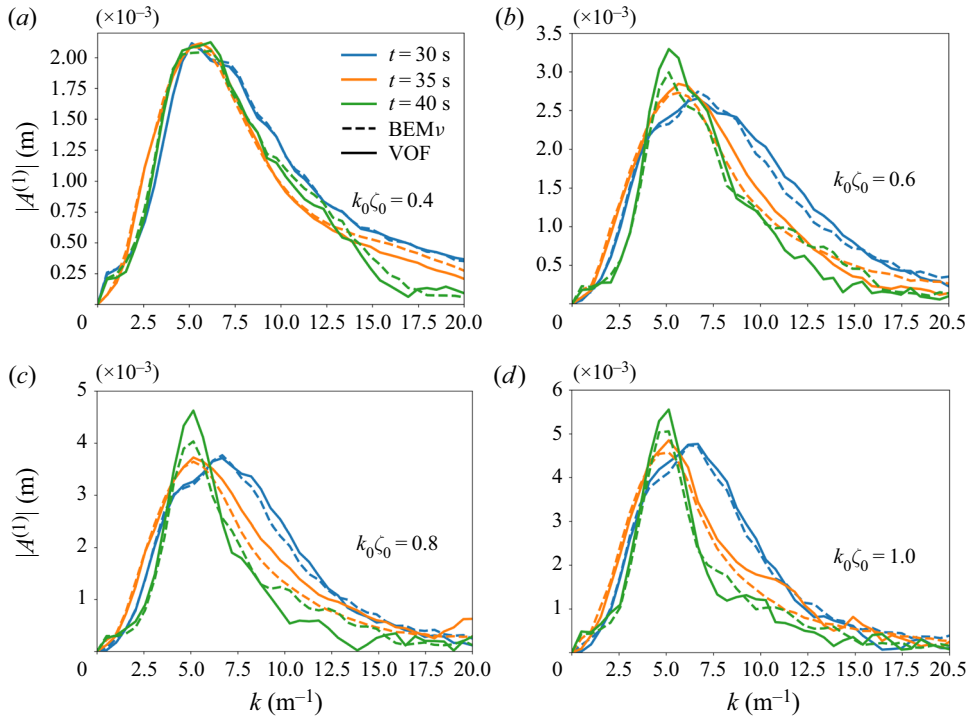 (a) (×10⁻³)
2.00
1.75
1.50
1.25
1.00
0.75
0.50
0.25
|A⁽¹⁾| (m)
t = 30 s
t = 35 s
t = 40 s
BEMν
VOF
k₀ζ₀ = 0.4
0 2.5 5.0 7.5 10.0 12.5 15.0 17.5 20.0
(b) (×10⁻³)
3.5
3.0
2.5
2.0
1.5
1.0
0.5
k₀ζ₀ = 0.6
0 2.5 5.0 7.5 10.0 12.5 15.0 17.5 20.5
(c) (×10⁻³)
5
4
3
2
1
|A⁽¹⁾| (m)
k₀ζ₀ = 0.8
0 2.5 5.0 7.5 10.0 12.5 15.0 17.5 20.0
k (m⁻¹)
(d) (×10⁻³)
6
5
4
3
2
1
k₀ζ₀ = 1.0
0 2.5 5.0 7.5 10.0 12.5 15.0 17.5 20.5
k (m⁻¹)